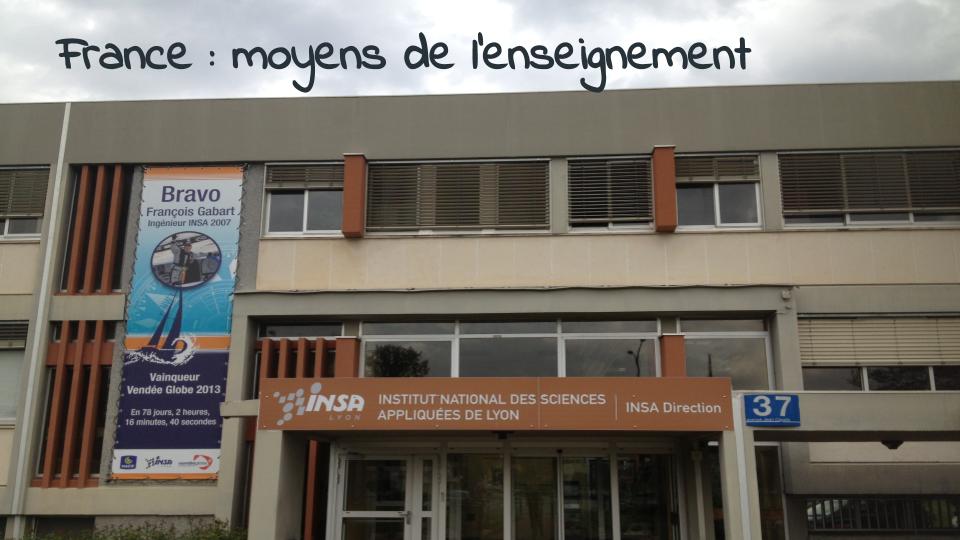 France : moyens de l'enseignement
Bravo
François Gabart
Ingénieur INSA 2007
Vainqueur
Vendée Globe 2013
En 78 jours, 2 heures,
16 minutes, 40 secondes
INSA
INSA
LYON
INSTITUT NATIONAL DES SCIENCES
APPLIQUÉES DE LYON
INSA Direction
37